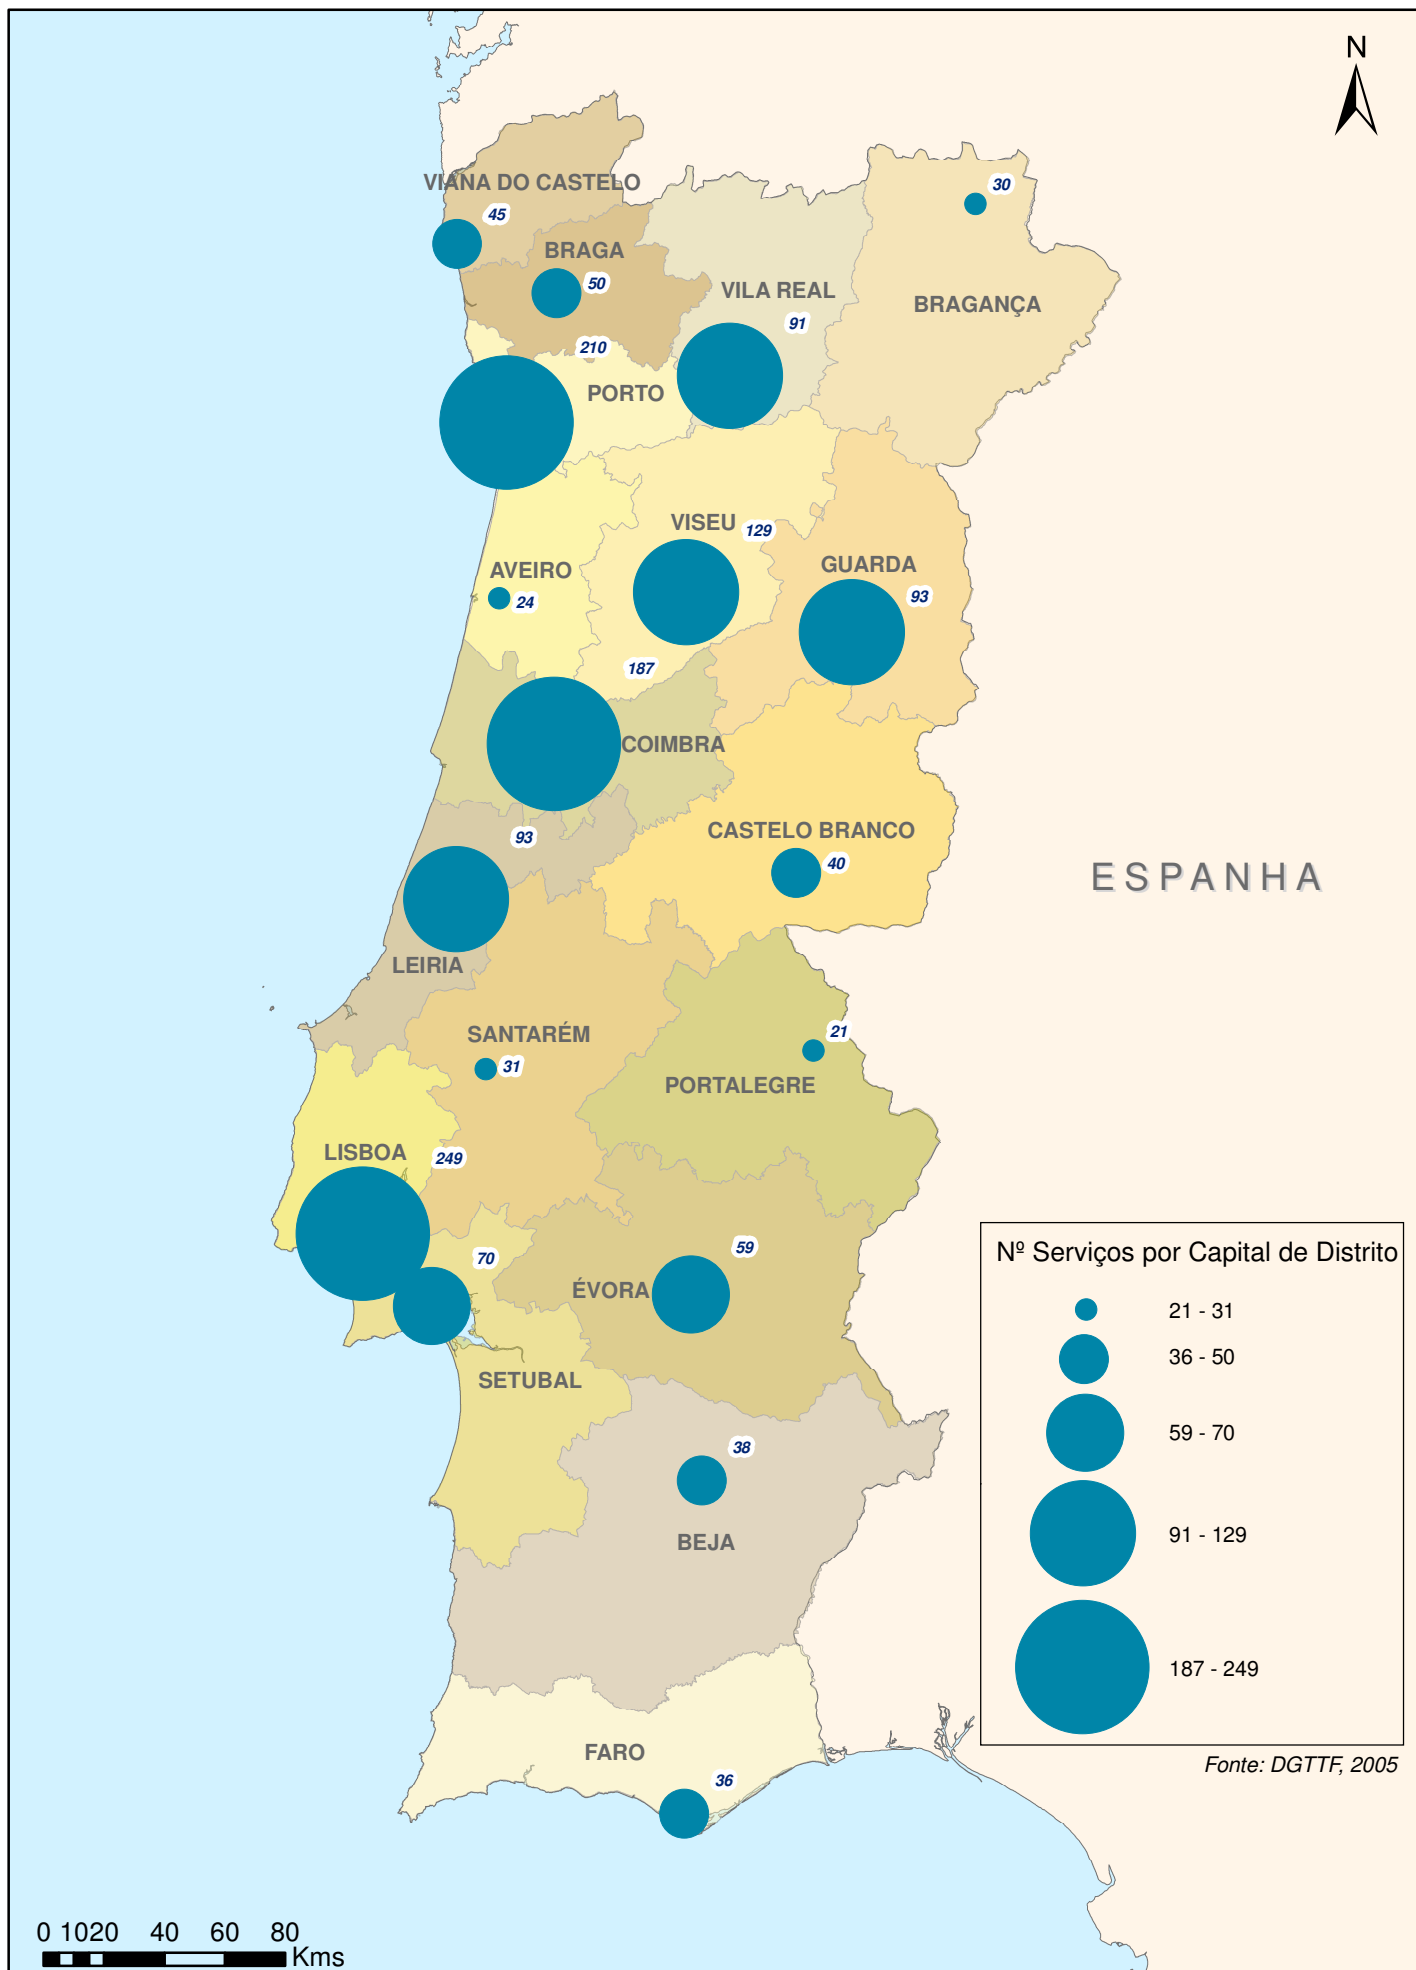 N
VIANA DO CASTELO
45
30
BRAGA
50
VILA REAL
91
BRAGANÇA
210
PORTO
VISEU
129
AVEIRO
24
GUARDA
93
187
COIMBRA
93
CASTELO BRANCO
40
ESPANHA
LEIRIA
SANTARÉM
31
21
PORTALEGRE
LISBOA
249
70
59
ÉVORA
SETUBAL
38
BEJA
FARO
36
Nº Serviços por Capital de Distrito
21 - 31
36 - 50
59 - 70
91 - 129
187 - 249
Fonte: DGTTF, 2005
0 1020 40 60 80
Kms